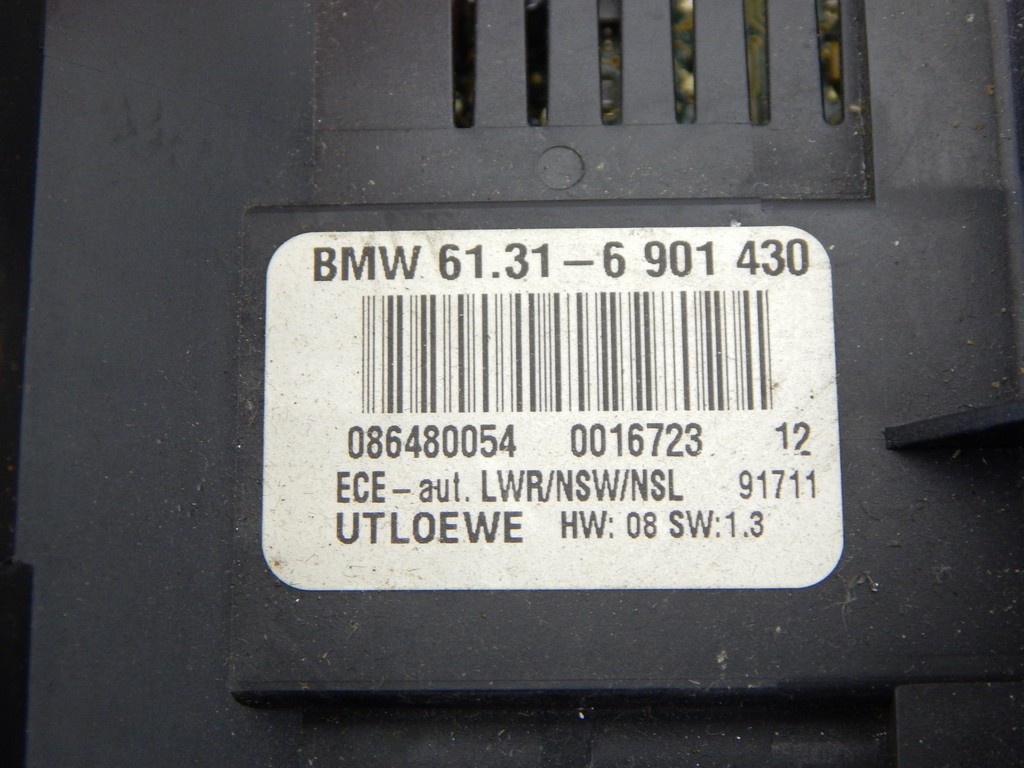 BMW 61.31 – 6 901 430
086480054 0016723 12
ECE – aut. LWR/NSW/NSL 91711
UTLOEWE HW: 08 SW:1.3